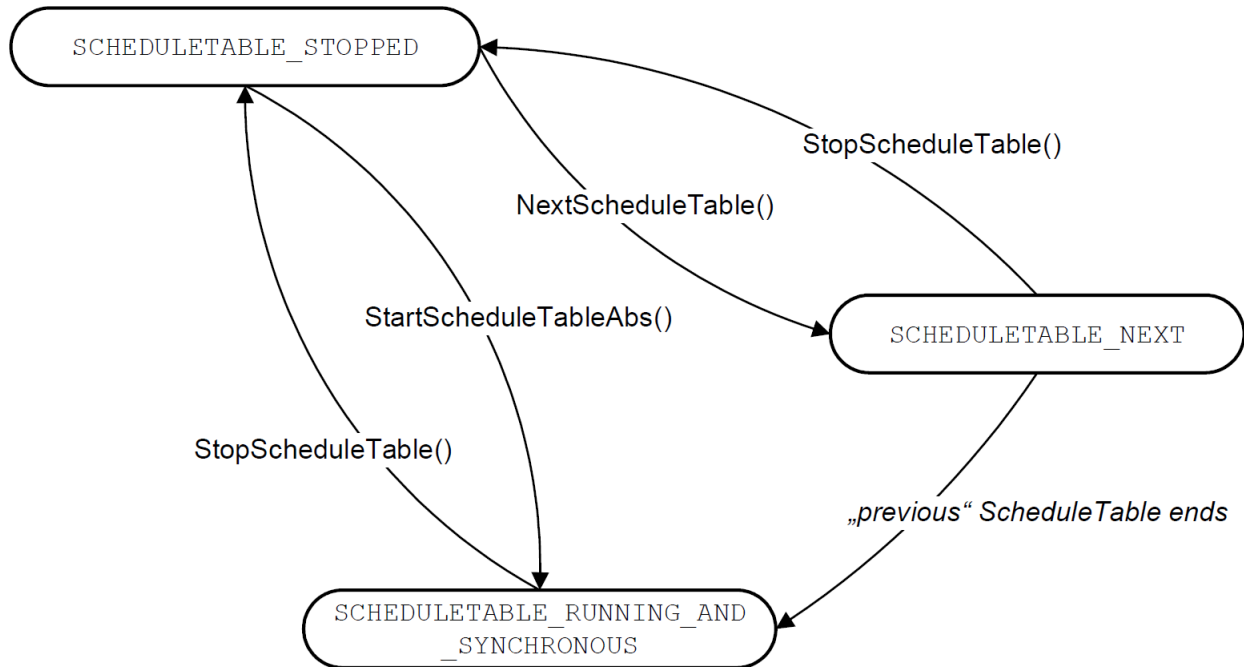 SCHEDULETABLE_STOPPED
StopScheduleTable()
NextScheduleTable()
StartScheduleTableAbs()
SCHEDULETABLE_NEXT
StopScheduleTable()
„previous“ ScheduleTable ends
SCHEDULETABLE_RUNNING_AND
_SYNCHRONOUS